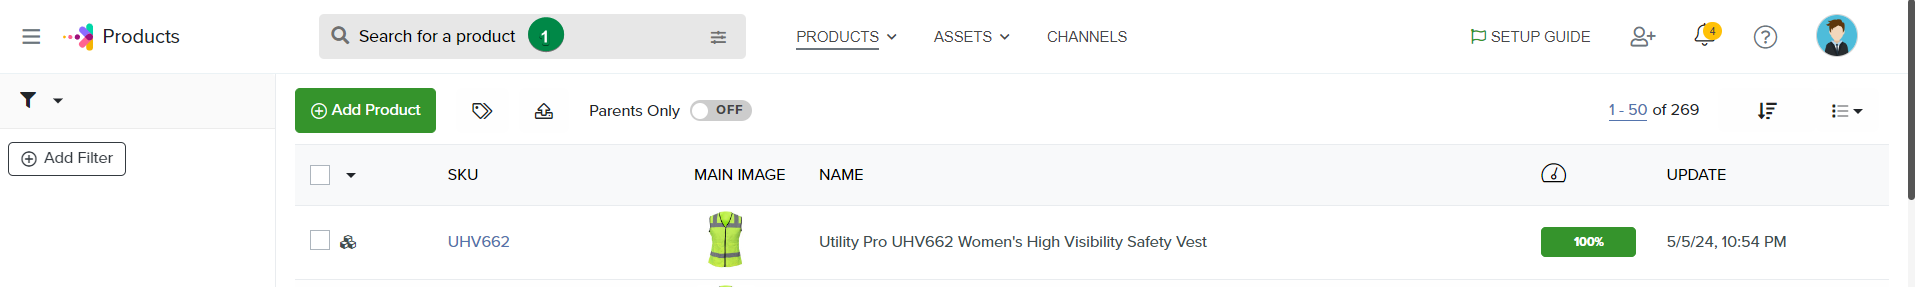 Products
Search for a product 1
PRODUCTS
ASSETS
CHANNELS
SETUP GUIDE
4
Add Product
Parents Only OFF
1 - 50 of 269
Add Filter
SKU MAIN IMAGE NAME UPDATE
UHV662 Utility Pro UHV662 Women's High Visibility Safety Vest 100% 5/5/24, 10:54 PM